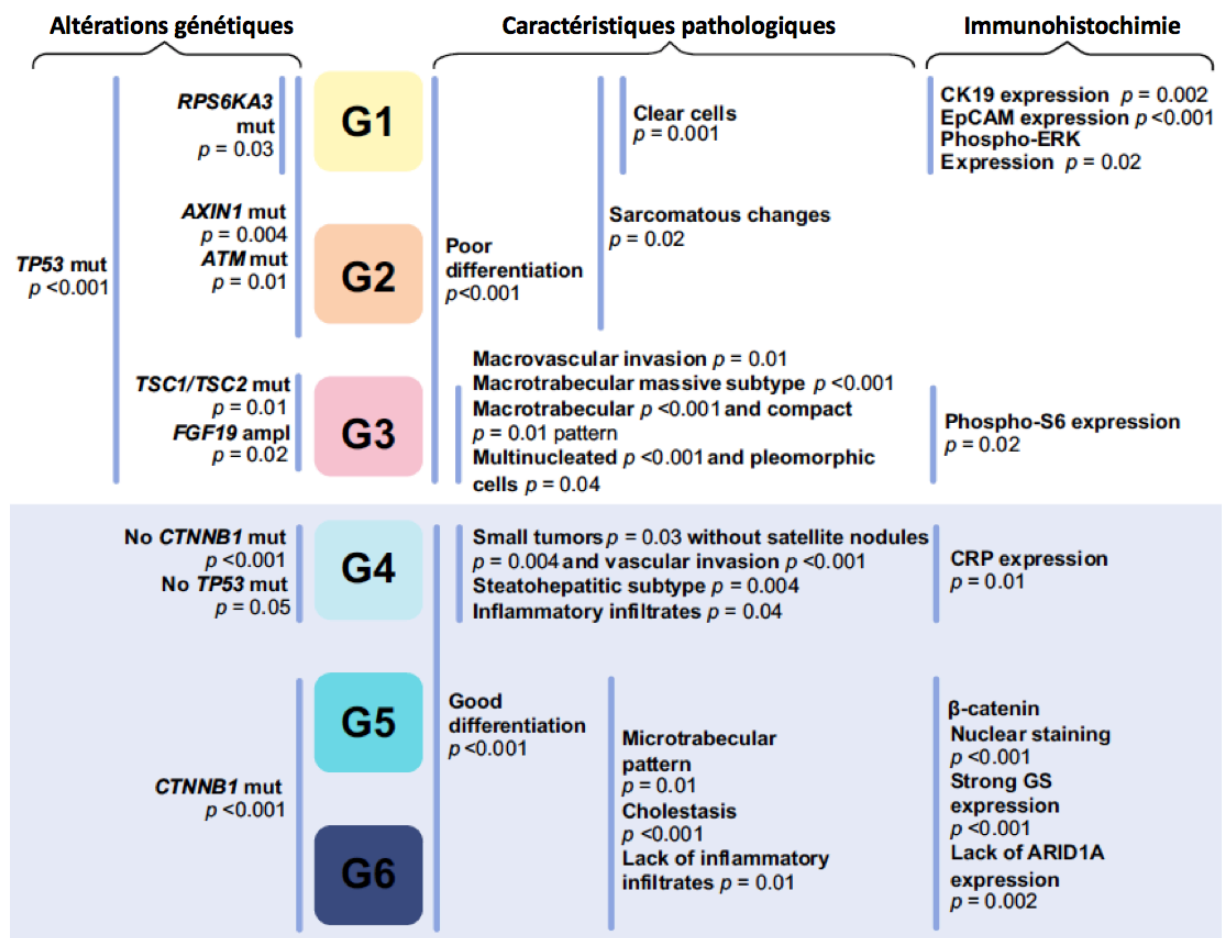 Altérations génétiques
Caractéristiques pathologiques
Immunohistochimie
TP53 mut
p <0.001
RPS6KA3
mut
p = 0.03
AXIN1 mut
p = 0.004
ATM mut
p = 0.01
G1
G2
Poor
differentiation
p<0.001
Clear cells
p = 0.001
Sarcomatous changes
p = 0.02
CK19 expression p = 0.002
EpCAM expression p <0.001
Phospho-ERK
Expression p = 0.02
TSC1/TSC2 mut
p = 0.01
FGF19 ampl
p = 0.02
G3
Macrovascular invasion p = 0.01
Macrotrabecular massive subtype p <0.001
Macrotrabecular p <0.001 and compact
p = 0.01 pattern
Multinucleated p <0.001 and pleomorphic
cells p = 0.04
Phospho-S6 expression
p = 0.02
No CTNNB1 mut
p <0.001
No TP53 mut
p = 0.05
G4
Small tumors p = 0.03 without satellite nodules
p = 0.004 and vascular invasion p <0.001
Steatohepatitic subtype p = 0.004
Inflammatory infiltrates p = 0.04
CRP expression
p = 0.01
CTNNB1 mut
p <0.001
G5
G6
Good
differentiation
p <0.001
Microtrabecular
pattern
p = 0.01
Cholestasis
p <0.001
Lack of inflammatory
infiltrates p = 0.01
β-catenin
Nuclear staining
p <0.001
Strong GS
expression
p <0.001
Lack of ARID1A
expression
p = 0.002